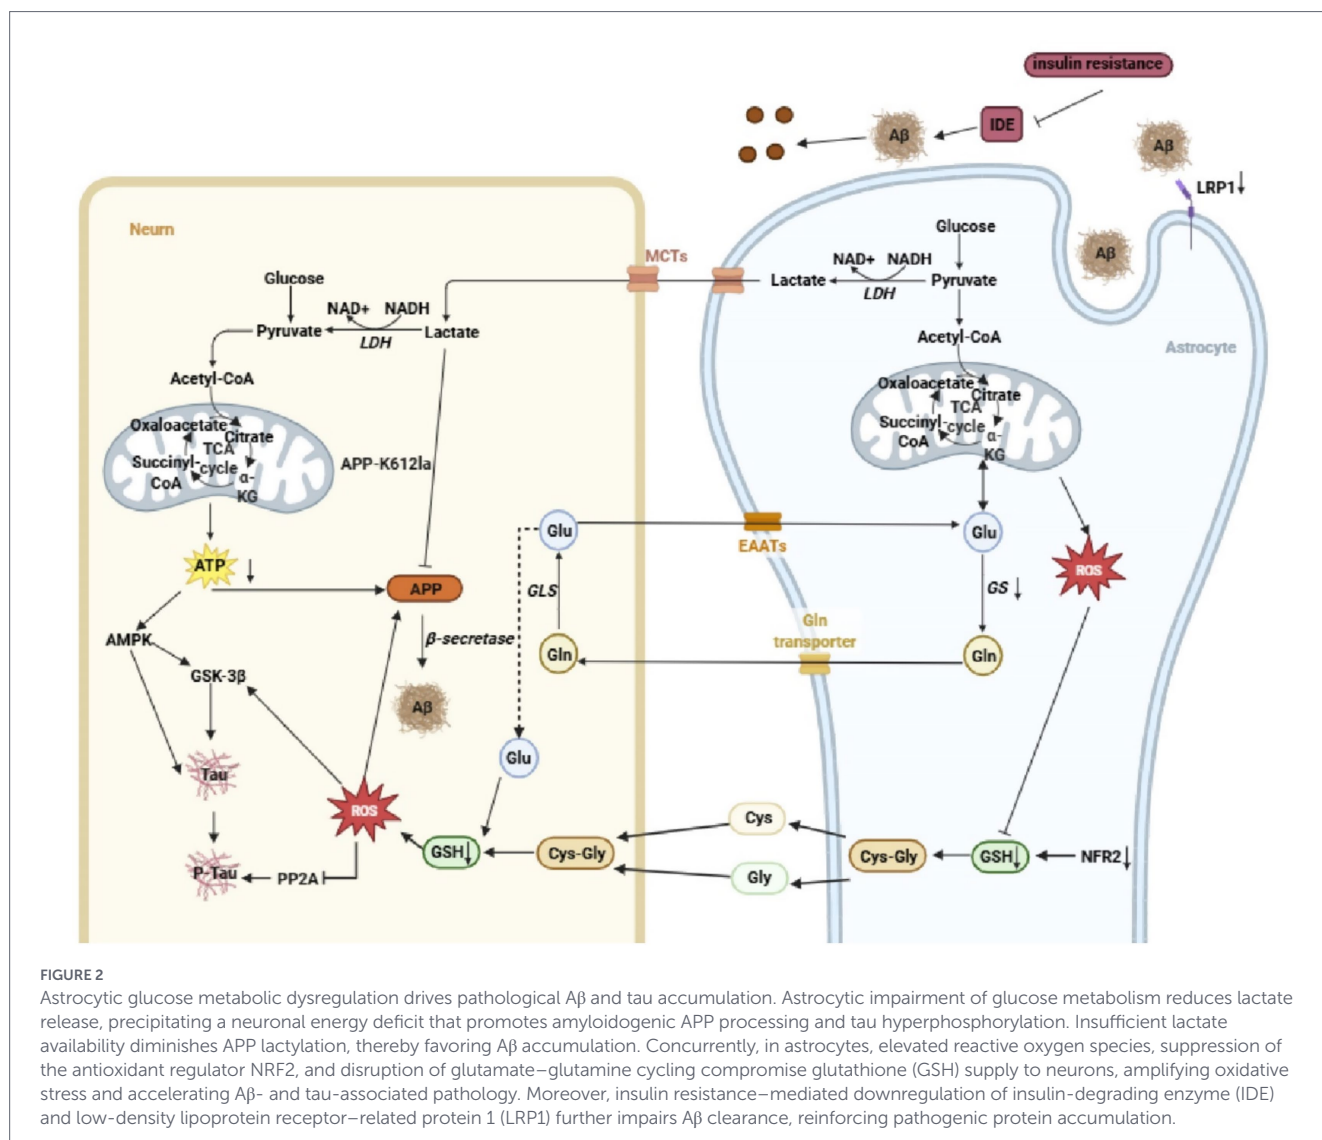 insulin resistance
IDE
Aβ
Aβ
LRP1↓
Aβ
Neurn
MCTs
Glucose
NAD+ NADH
Lactate
LDH
Pyruvate
Glucose
NAD+ NADH
Pyruvate
LDH
Lactate
Acetyl-CoA
Astrocyte
Acetyl-CoA
Oxaloacetate
Citrate
TCA
cycle
Succinyl-
CoA
α-
KG
Oxaloacetate
Citrate
TCA
cycle
Succinyl-
CoA
α-
KG
APP-K612la
Glu
EAATs
Glu
ATP ↓
APP
GLS
GS ↓
ROS
AMPK
β-secretase
Gln
transporter
Gln
Gln
GSK-3β
Aβ
Glu
Tau
ROS
Cys
GSH↓
Cys-Gly
Cys-Gly
GSH↓
NFR2↓
P-Tau
PP2A
Gly
FIGURE 2
Astrocytic glucose metabolic dysregulation drives pathological Aβ and tau accumulation. Astrocytic impairment of glucose metabolism reduces lactate
release, precipitating a neuronal energy deficit that promotes amyloidogenic APP processing and tau hyperphosphorylation. Insufficient lactate
availability diminishes APP lactylation, thereby favoring Aβ accumulation. Concurrently, in astrocytes, elevated reactive oxygen species, suppression of
the antioxidant regulator NRF2, and disruption of glutamate–glutamine cycling compromise glutathione (GSH) supply to neurons, amplifying oxidative
stress and accelerating Aβ- and tau-associated pathology. Moreover, insulin resistance–mediated downregulation of insulin-degrading enzyme (IDE)
and low-density lipoprotein receptor–related protein 1 (LRP1) further impairs Aβ clearance, reinforcing pathogenic protein accumulation.